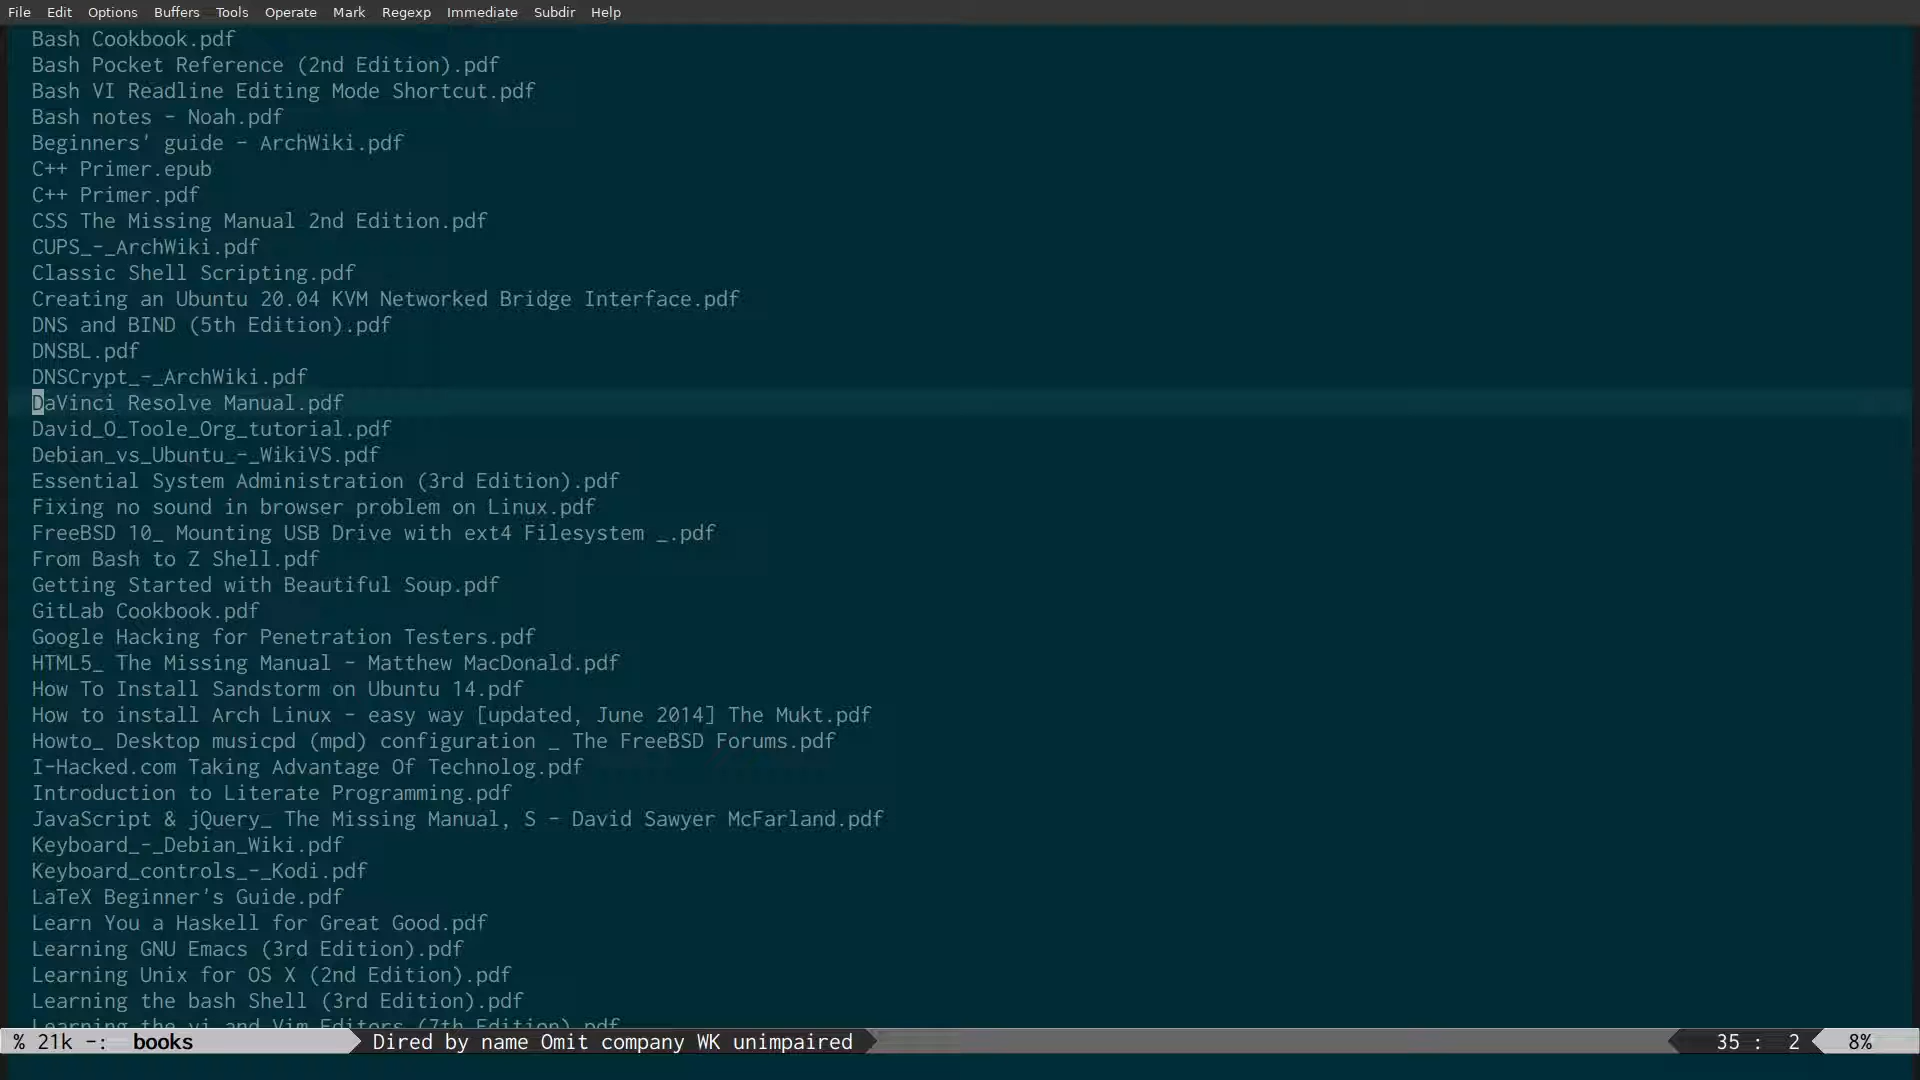 File Edit Options Buffers Tools Operate Mark Regexp Immediate Subdir Help
Bash Cookbook.pdf
Bash Pocket Reference (2nd Edition).pdf
Bash VI Readline Editing Mode Shortcut.pdf
Bash notes - Noah.pdf
Beginners' guide - ArchWiki.pdf
C++ Primer.epub
C++ Primer.pdf
CSS The Missing Manual 2nd Edition.pdf
CUPS_-_ArchWiki.pdf
Classic Shell Scripting.pdf
Creating an Ubuntu 20.04 KVM Networked Bridge Interface.pdf
DNS and BIND (5th Edition).pdf
DNSBL.pdf
DNSCrypt_-_ArchWiki.pdf
DaVinci Resolve Manual.pdf
David_O_Toole_Org_tutorial.pdf
Debian_vs_Ubuntu_-_WikiVS.pdf
Essential System Administration (3rd Edition).pdf
Fixing no sound in browser problem on Linux.pdf
FreeBSD 10_ Mounting USB Drive with ext4 Filesystem _.pdf
From Bash to Z Shell.pdf
Getting Started with Beautiful Soup.pdf
GitLab Cookbook.pdf
Google Hacking for Penetration Testers.pdf
HTML5_ The Missing Manual - Matthew MacDonald.pdf
How To Install Sandstorm on Ubuntu 14.pdf
How to install Arch Linux - easy way [updated, June 2014] The Mukt.pdf
Howto_ Desktop musicpd (mpd) configuration _ The FreeBSD Forums.pdf
I-Hacked.com Taking Advantage Of Technolog.pdf
Introduction to Literate Programming.pdf
JavaScript & jQuery_ The Missing Manual, S - David Sawyer McFarland.pdf
Keyboard_-_Debian_Wiki.pdf
Keyboard_controls_-_Kodi.pdf
LaTeX Beginner's Guide.pdf
Learn You a Haskell for Great Good.pdf
Learning GNU Emacs (3rd Edition).pdf
Learning Unix for OS X (2nd Edition).pdf
Learning the bash Shell (3rd Edition).pdf
Learning the vi and Vim Editors (7th Edition).pdf
% 21k -: books Dired by name Omit company WK unimpaired 35 : 2 8%